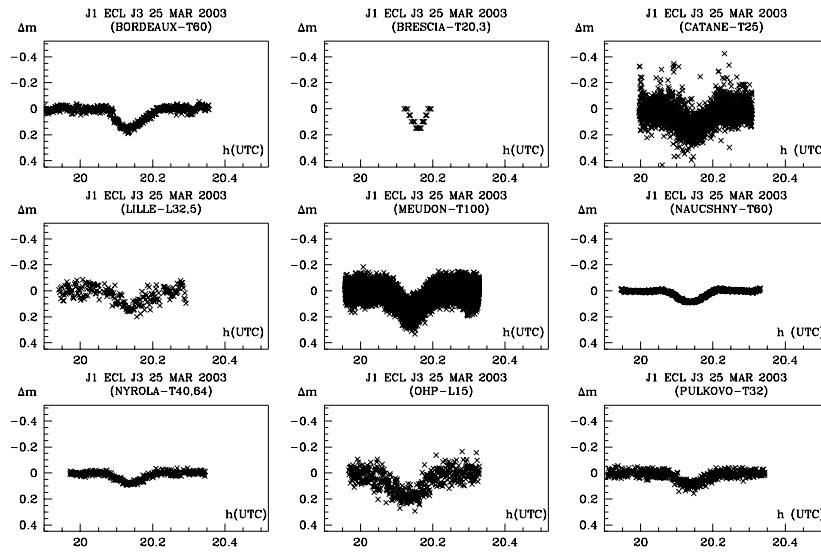 J1 ECL J3 25 MAR 2003
(BORDEAUX-T60)
Δm
-0.4
-0.2
0
0.2
0.4
h(UTC)
20 20.2 20.4
J1 ECL J3 25 MAR 2003
(BRESCIA-T20,3)
Δm
-0.4
-0.2
0
0.2
0.4
h(UTC)
20 20.2 20.4
J1 ECL J3 25 MAR 2003
(CATANE-T25)
Δm
-0.4
-0.2
0
0.2
0.4
h (UTC
20 20.2 20.4
J1 ECL J3 25 MAR 2003
(LILLE-L32,5)
Δm
-0.4
-0.2
0
0.2
0.4
h(UTC)
20 20.2 20.4
J1 ECL J3 25 MAR 2003
(MEUDON-T100)
Δm
-0.4
-0.2
0
0.2
0.4
h(UTC)
20 20.2 20.4
J1 ECL J3 25 MAR 2003
(NAUCSHNY-T60)
Δm
-0.4
-0.2
0
0.2
0.4
h (UTC
20 20.2 20.4
J1 ECL J3 25 MAR 2003
(NYROLA-T40,64)
Δm
-0.4
-0.2
0
0.2
0.4
h(UTC)
20 20.2 20.4
J1 ECL J3 25 MAR 2003
(OHP-L15)
Δm
-0.4
-0.2
0
0.2
0.4
h(UTC)
20 20.2 20.4
J1 ECL J3 25 MAR 2003
(PULKOVO-T32)
Δm
-0.4
-0.2
0
0.2
0.4
h (UTC
20 20.2 20.4